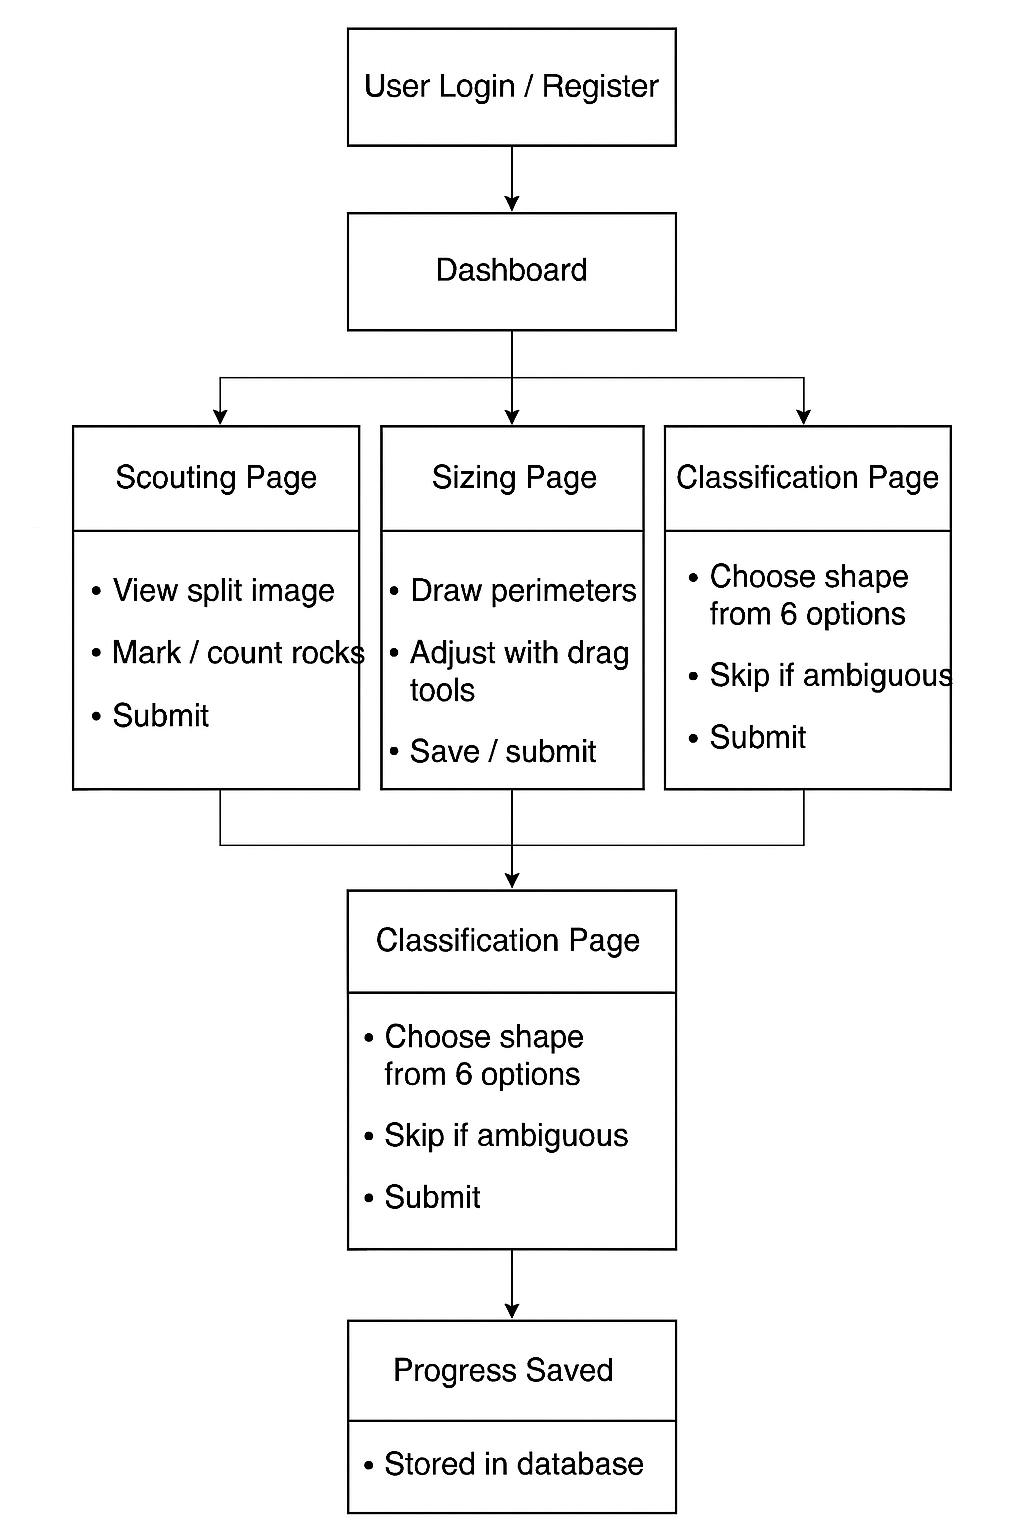 User Login / Register
Dashboard
Scouting Page
• View split image
• Mark / count rocks
• Submit
Sizing Page
• Draw perimeters
• Adjust with drag
tools
• Save / submit
Classification Page
• Choose shape
from 6 options
• Skip if ambiguous
• Submit
Classification Page
• Choose shape
from 6 options
• Skip if ambiguous
• Submit
Progress Saved
• Stored in database